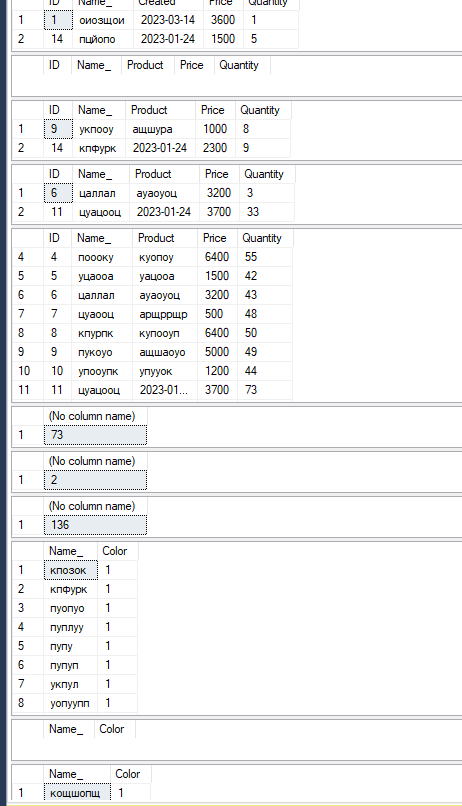 ID Name_ Created Price Quantity
1 1 оиозщои 2023-03-14 3600 1
2 14 пцйопо 2023-01-24 1500 5
ID Name_ Product Price Quantity
ID Name_ Product Price Quantity
1 9 укпооу ащшура 1000 8
2 14 кпфурк 2023-01-24 2300 9
ID Name_ Product Price Quantity
1 6 цаллал ауаоуоц 3200 3
2 11 цуацооц 2023-01-24 3700 33
ID Name_ Product Price Quantity
4 4 поооку куопоу 6400 55
5 5 уцаооа уацооа 1500 42
6 6 цаллал ауаоуоц 3200 43
7 7 цуаооц арщррщр 500 48
8 8 кпурпк купооуп 6400 50
9 9 пукоуо ащшаоуо 5000 49
10 10 упооупк упууок 1200 44
11 11 цуацооц 2023-01... 3700 73
(No column name)
1 73
(No column name)
1 2
(No column name)
1 136
Name_ Color
1 кпозок 1
2 кпфурк 1
3 пуопуо 1
4 пуплуу 1
5 пупу 1
6 пупуп 1
7 укпул 1
8 уопуупп 1
Name_ Color
Name_ Color
1 кощшопщ 1